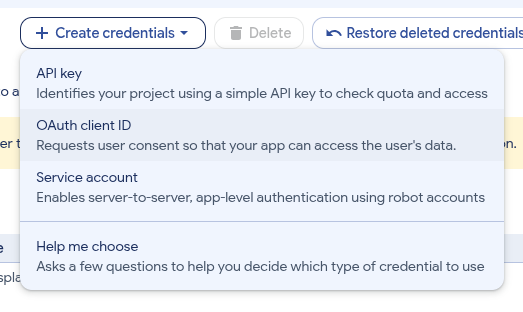 + Create credentials
Delete
Restore deleted credentials
API key
Identifies your project using a simple API key to check quota and access
OAuth client ID
Requests user consent so that your app can access the user's data.
Service account
Enables server-to-server, app-level authentication using robot accounts
Help me choose
Asks a few questions to help you decide which type of credential to use